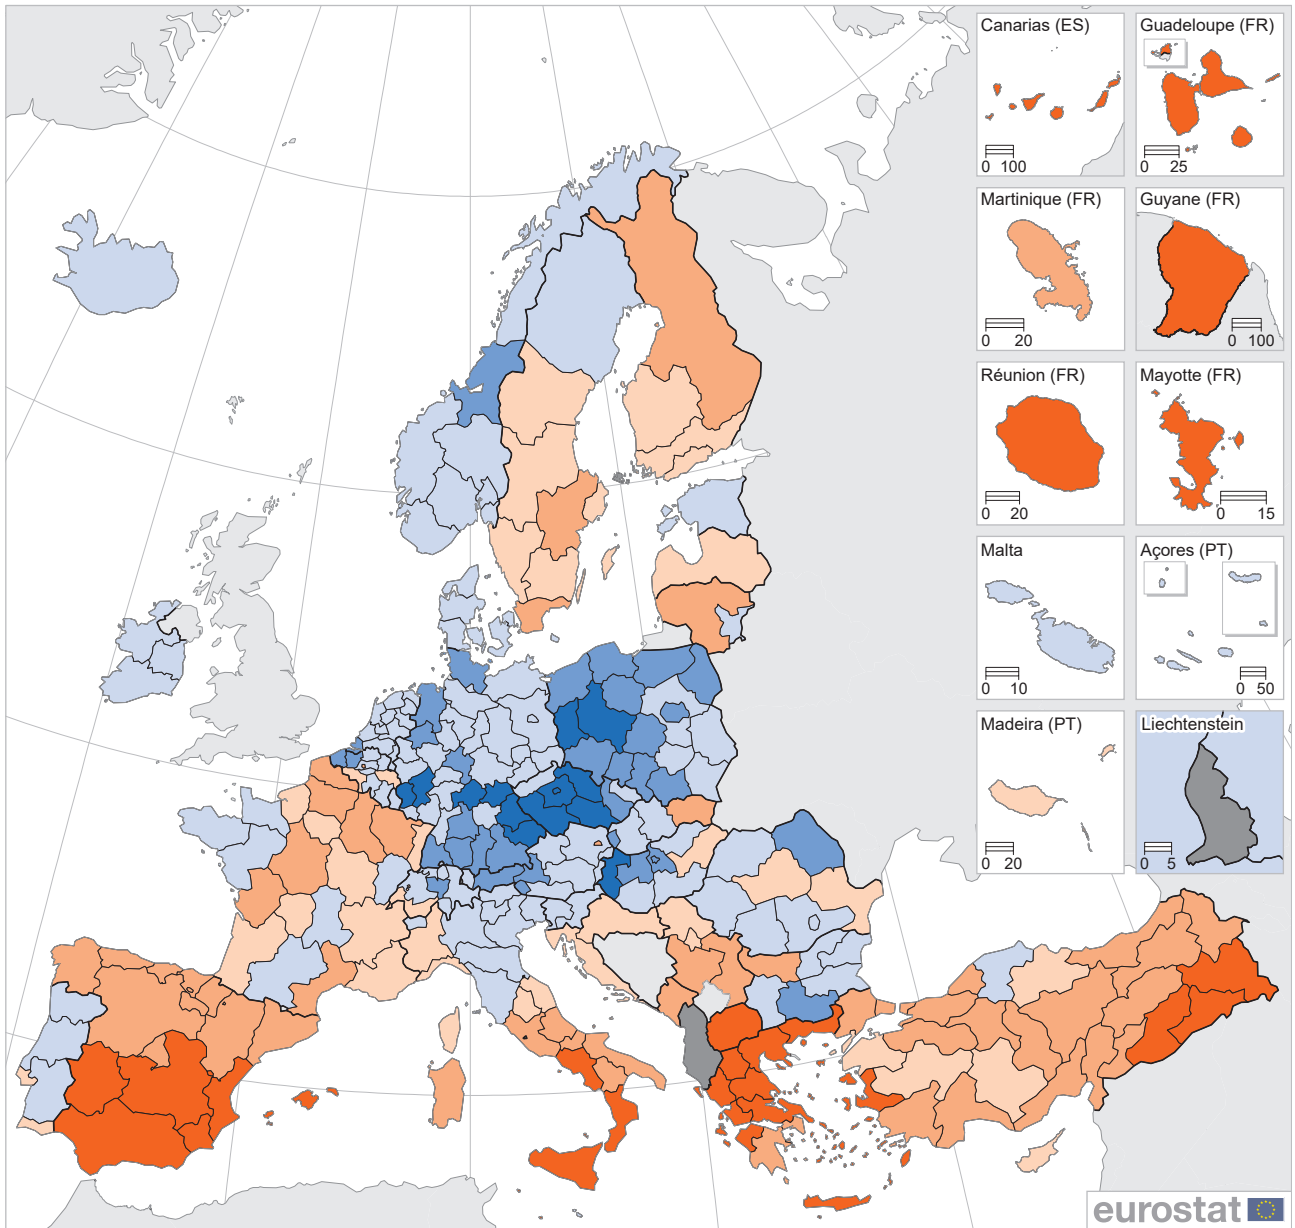 Canarias (ES)
0 100
Guadeloupe (FR)
0 25
Martinique (FR)
0 20
Guyane (FR)
0 100
Réunion (FR)
0 20
Mayotte (FR)
0 15
Malta
0 10
Açores (PT)
0 50
Madeira (PT)
0 20
Liechtenstein
0 5
eurostat